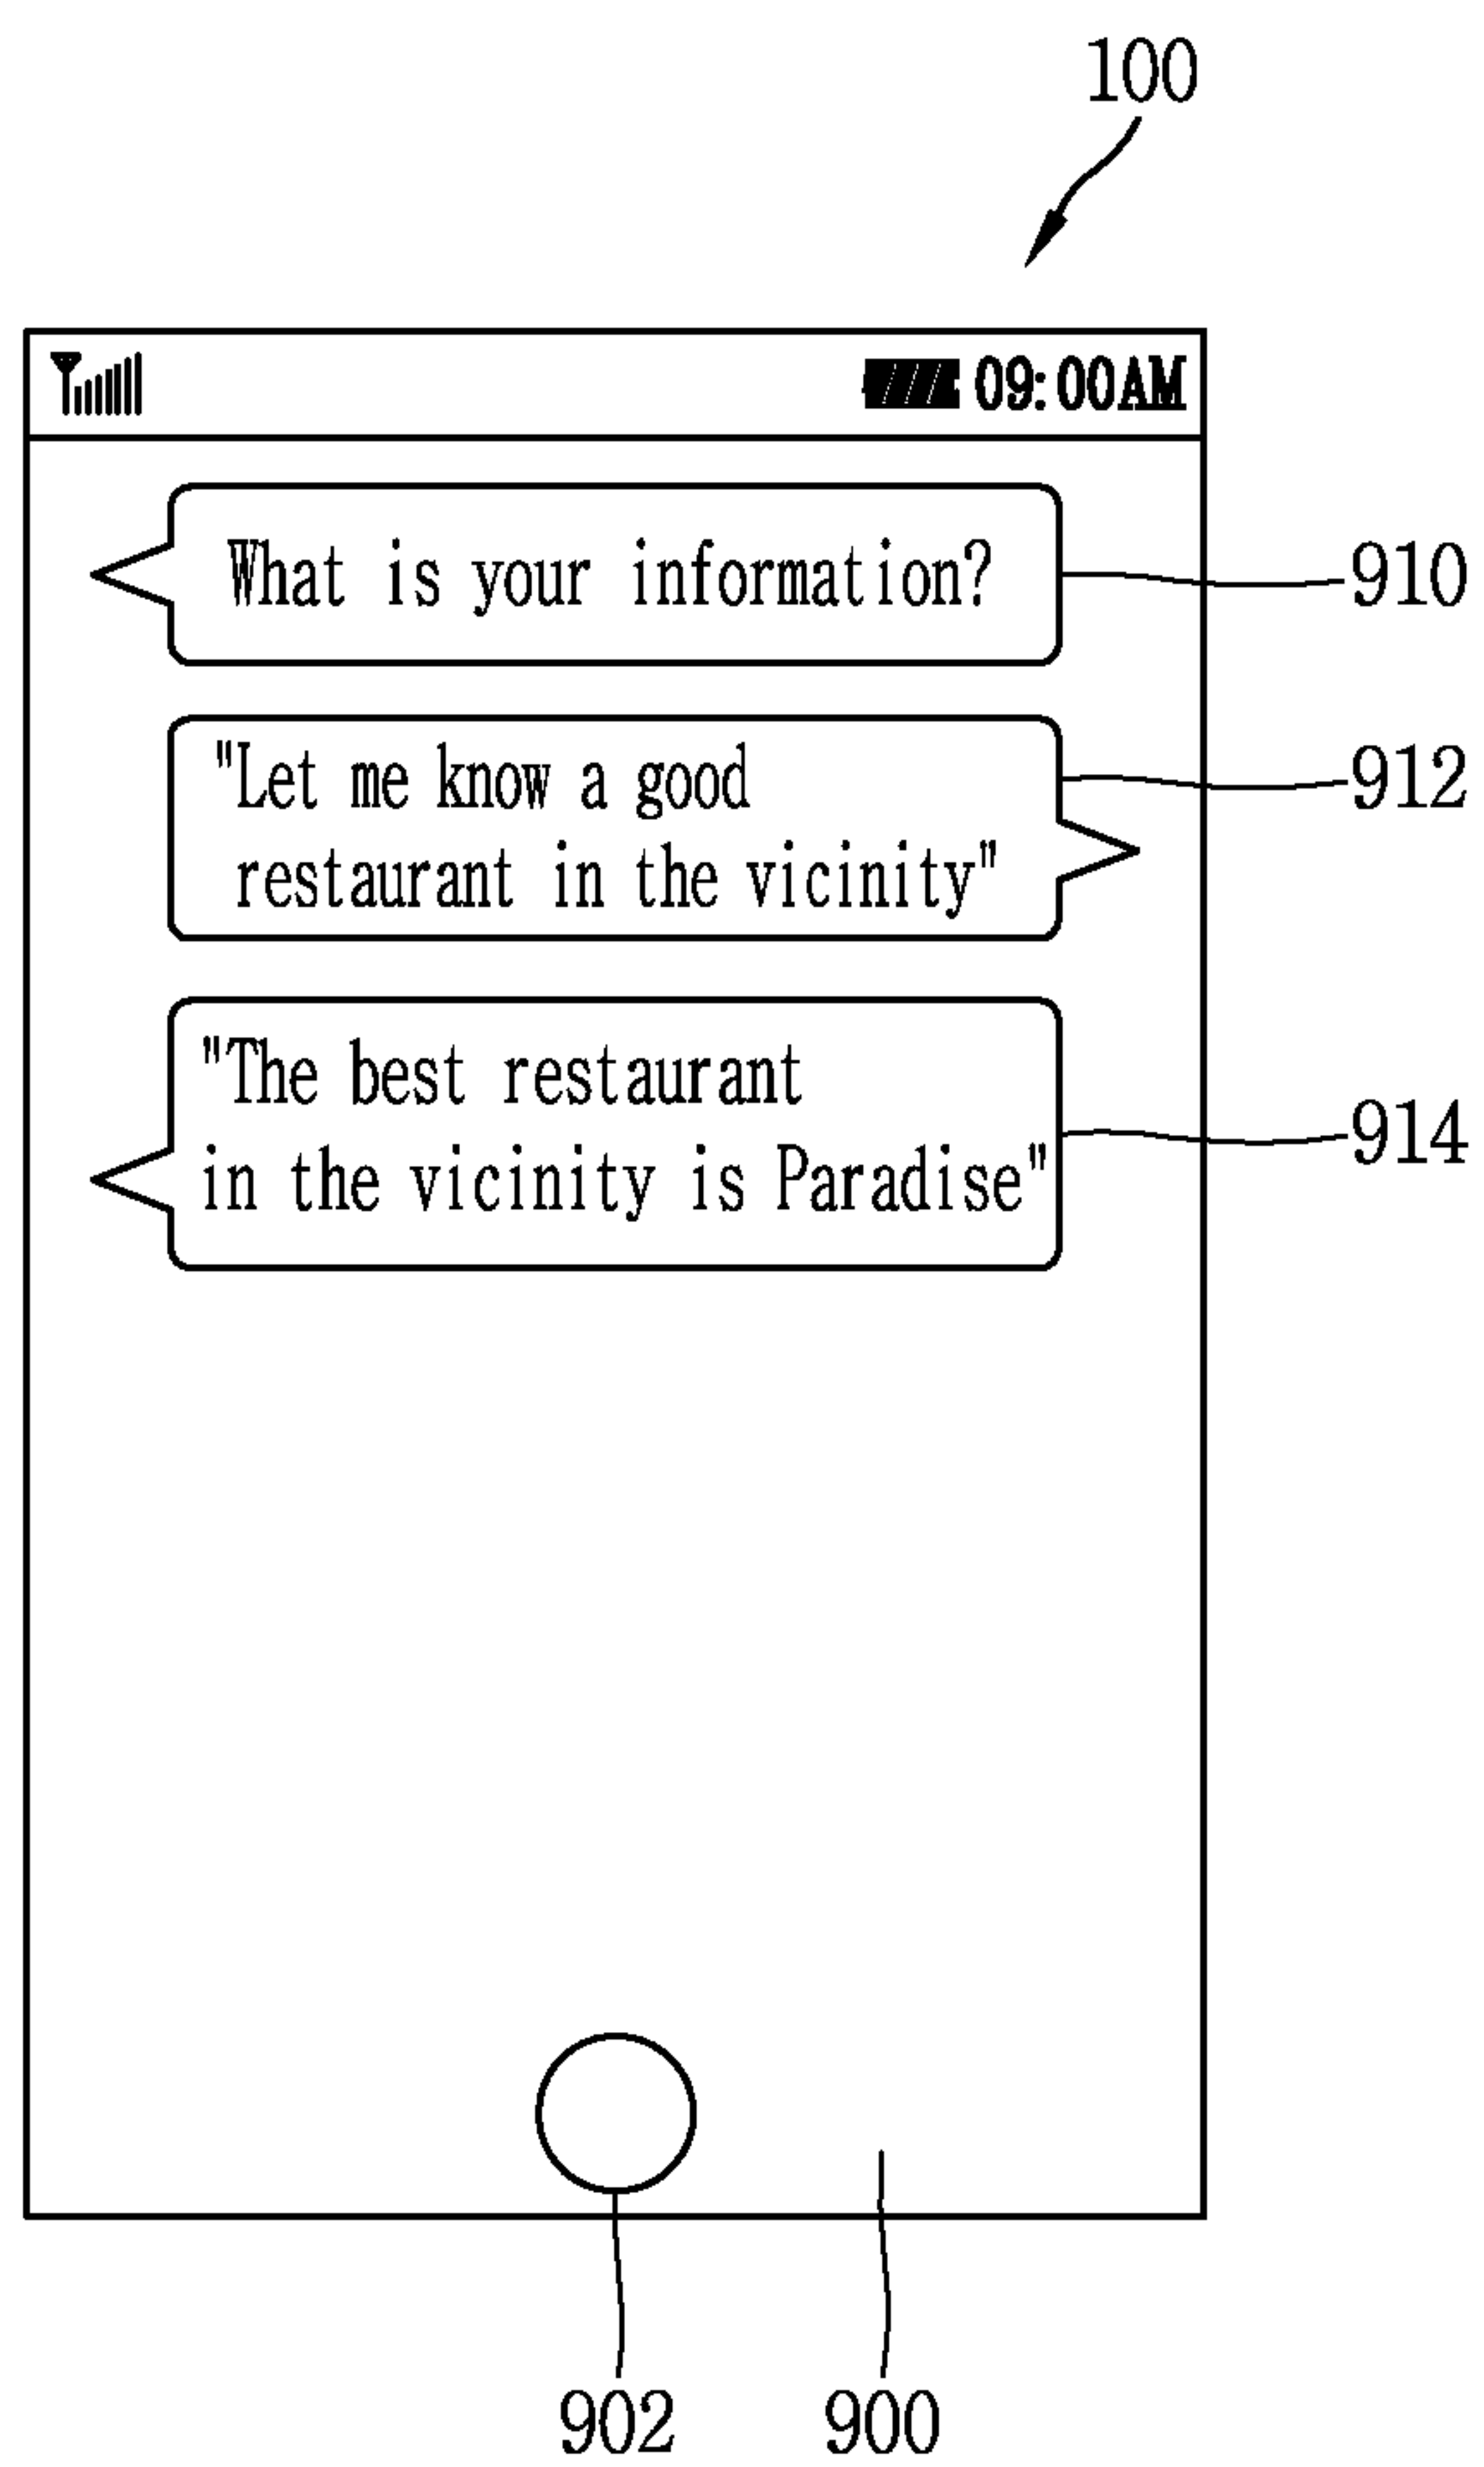 100
09:00AM
What is your information?
910
"Let me know a good
restaurant in the vicinity"
912
"The best restaurant
in the vicinity is Paradise"
914
902
900